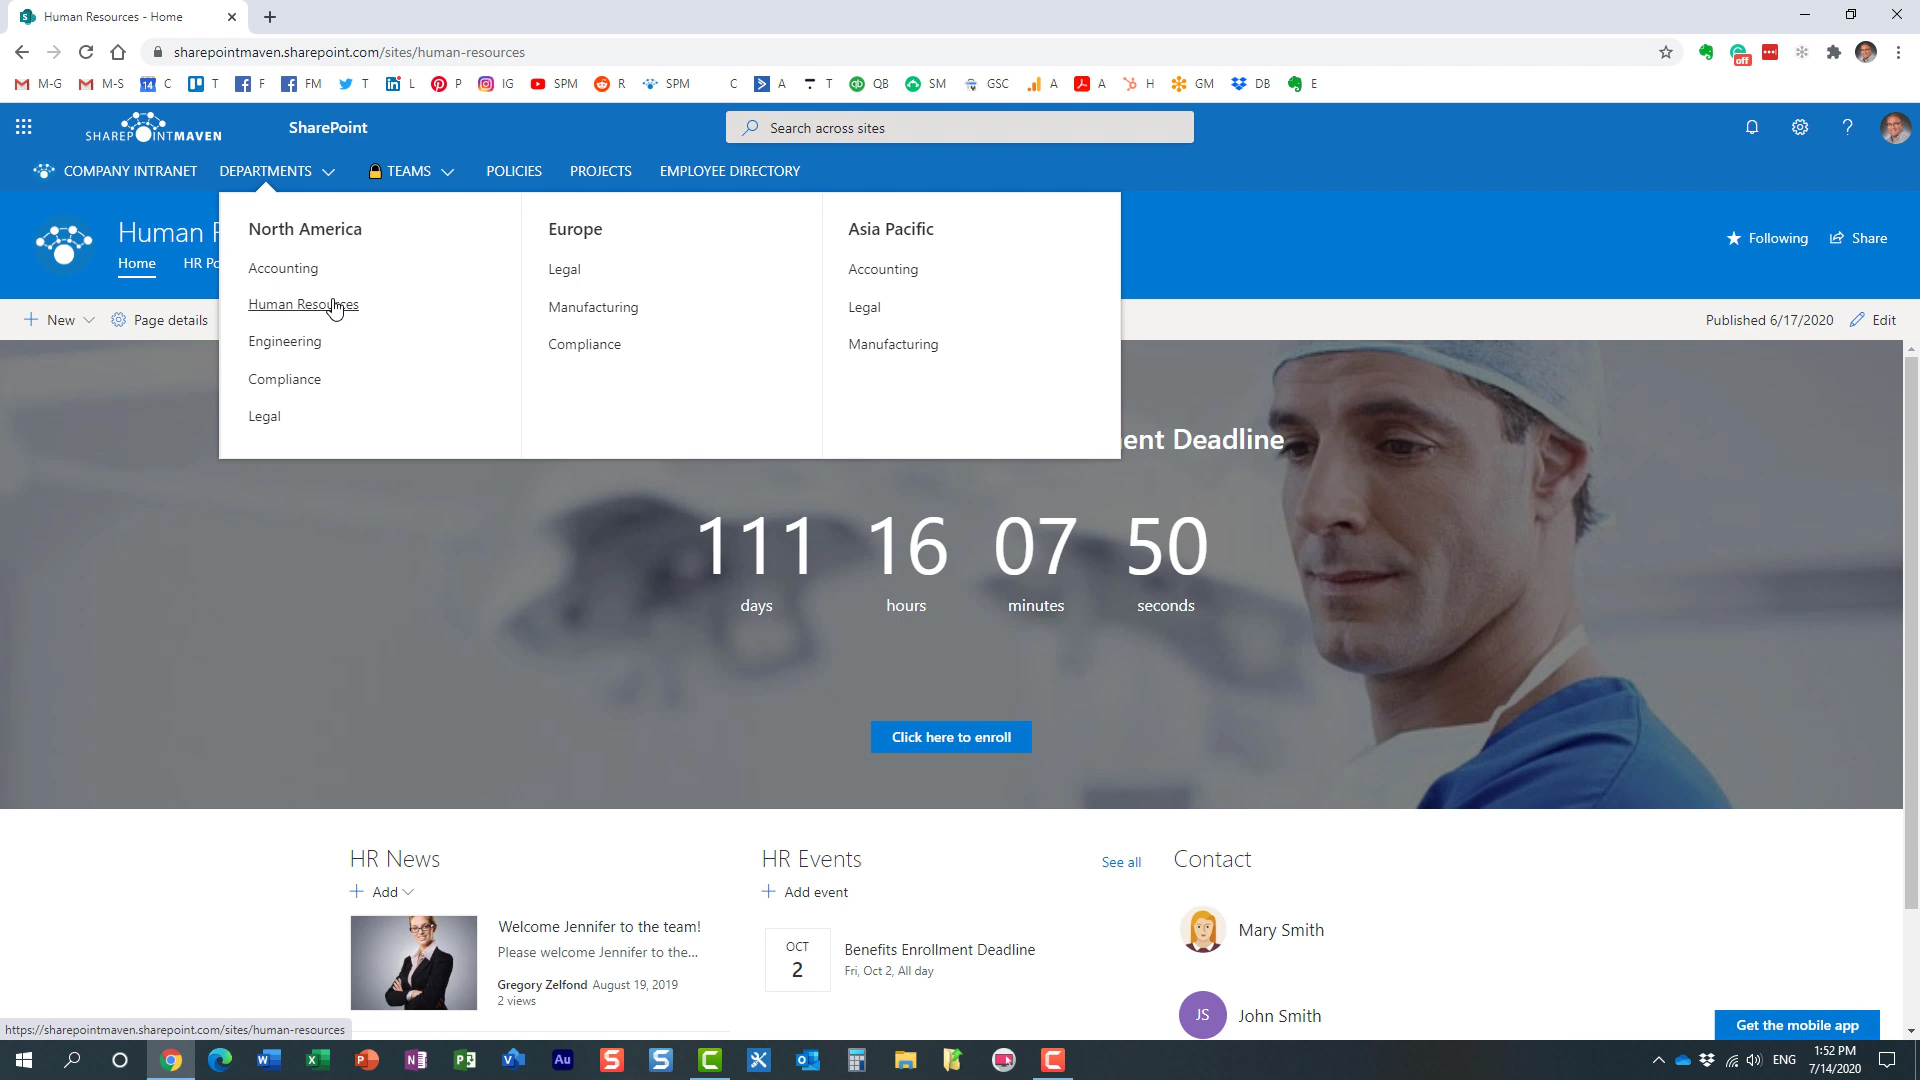 Human Resources - Home
sharepointmaven.sharepoint.com/sites/human-resources
off
M-G M-S 14 C T F FM T L P IG SPM R SPM C A T QB SM GSC A A H GM DB E
SHAREPOINTMAVEN SharePoint Search across sites
COMPANY INTRANET DEPARTMENTS TEAMS POLICIES PROJECTS EMPLOYEE DIRECTORY
North America
Accounting
Human Resources
Engineering
Compliance
Legal
Europe
Legal
Manufacturing
Compliance
Asia Pacific
Accounting
Legal
Manufacturing
Human R
Home HR Po
Following Share
New Page details
Published 6/17/2020 Edit
ent Deadline
111 16 07 50
days hours minutes seconds
Click here to enroll
HR News
Add
Welcome Jennifer to the team!
Please welcome Jennifer to the...
Gregory Zelfond August 19, 2019
2 views
HR Events See all
Add event
OCT
2
Benefits Enrollment Deadline
Fri, Oct 2, All day
Contact
Mary Smith
JS John Smith
Get the mobile app
https://sharepointmaven.sharepoint.com/sites/human-resources
Au
ENG
1:52 PM
7/14/2020